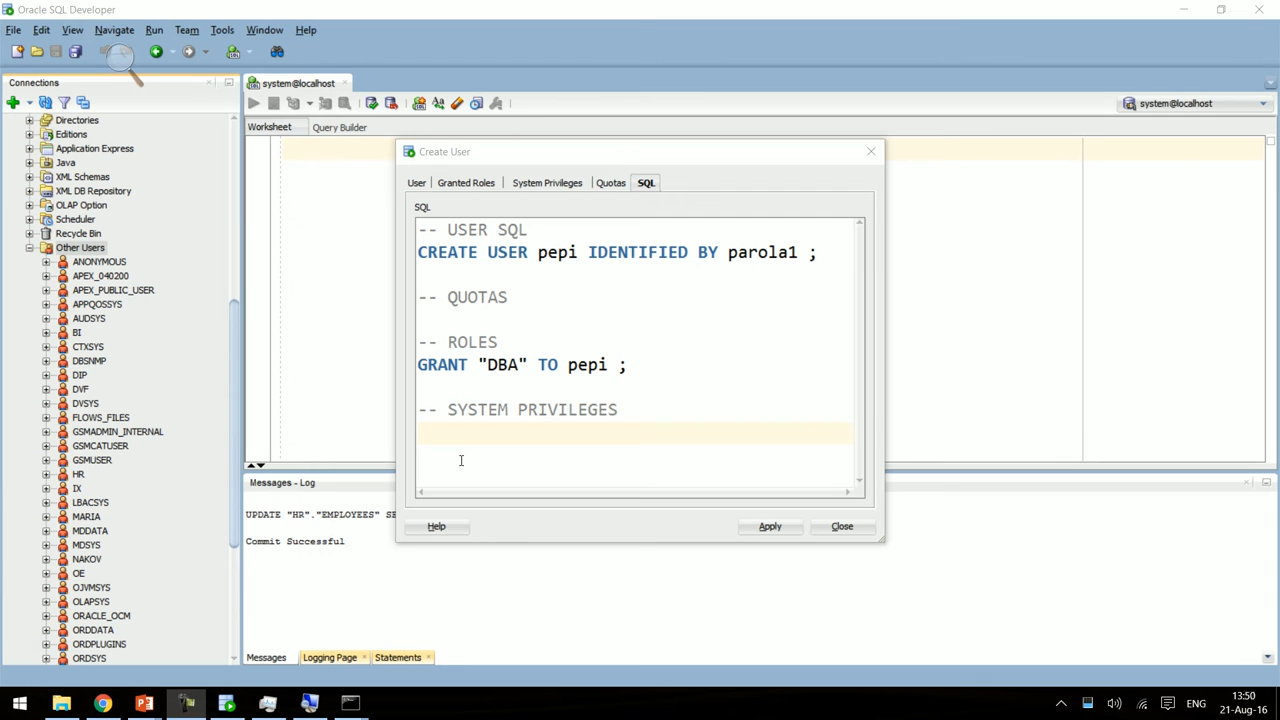 Oracle SQL Developer
File Edit View Navigate Run Team Tools Window Help
Connections
system@localhost
system@localhost
Worksheet Query Builder
Directories
Editions
Application Express
Java
XML Schemas
XML DB Repository
OLAP Option
Scheduler
Recycle Bin
Other Users
ANONYMOUS
APEX_040200
APEX_PUBLIC_USER
APPQOSSYS
AUDSYS
BI
CTXSYS
DBSNMP
DIP
DVF
DVSYS
FLOWS_FILES
GSMADMIN_INTERNAL
GSMCATUSER
GSMUSER
HR
IX
LBACSYS
MARIA
MDDATA
MDSYS
NAKOV
OE
OJVMSYS
OLAPSYS
ORACLE_OCM
ORDDATA
ORDPLUGINS
ORDSYS
Create User
User Granted Roles System Privileges Quotas SQL
SQL
-- USER SQL
CREATE USER pepi IDENTIFIED BY parola1 ;
-- QUOTAS
-- ROLES
GRANT "DBA" TO pepi ;
-- SYSTEM PRIVILEGES
Help Apply Close
Messages - Log
UPDATE "HR"."EMPLOYEES" SE
Commit Successful
Messages Logging Page Statements
ENG
13:50
21-Aug-16